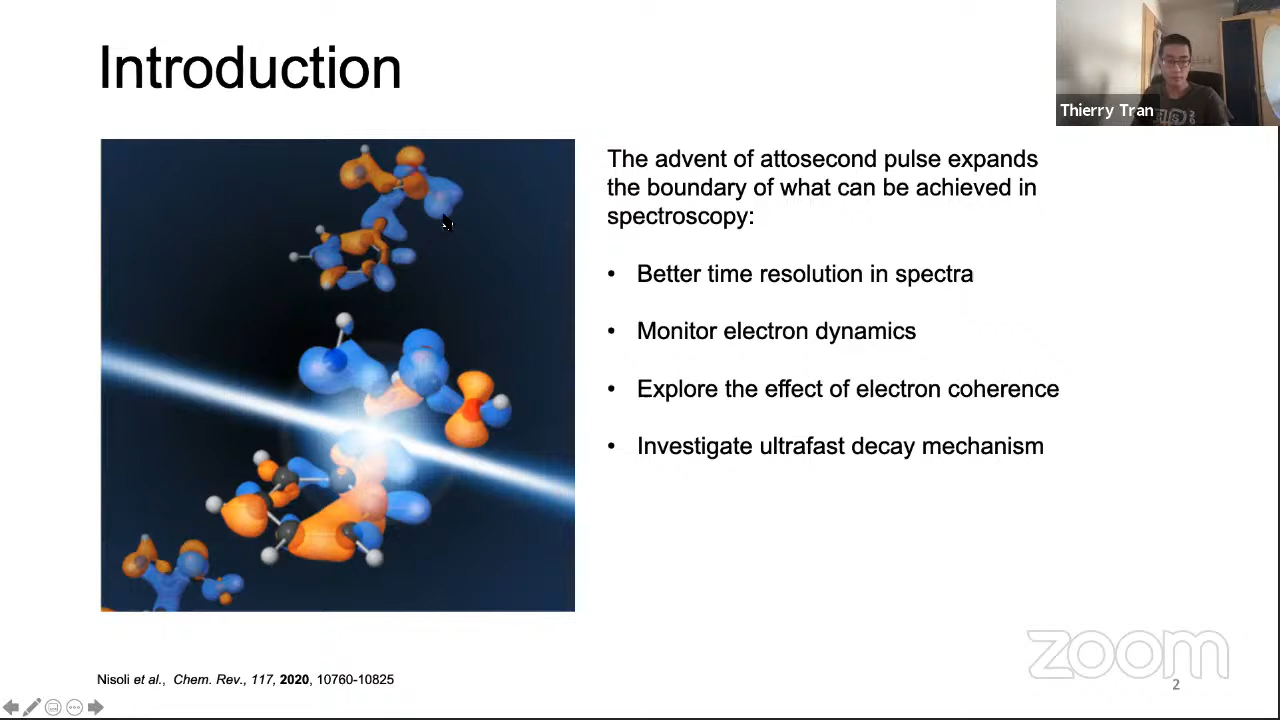 Introduction
Thierry Tran
The advent of attosecond pulse expands
the boundary of what can be achieved in
spectroscopy:
• Better time resolution in spectra
• Monitor electron dynamics
• Explore the effect of electron coherence
• Investigate ultrafast decay mechanism
Nisoli et al., Chem. Rev., 117, 2020, 10760-10825
zoom
2